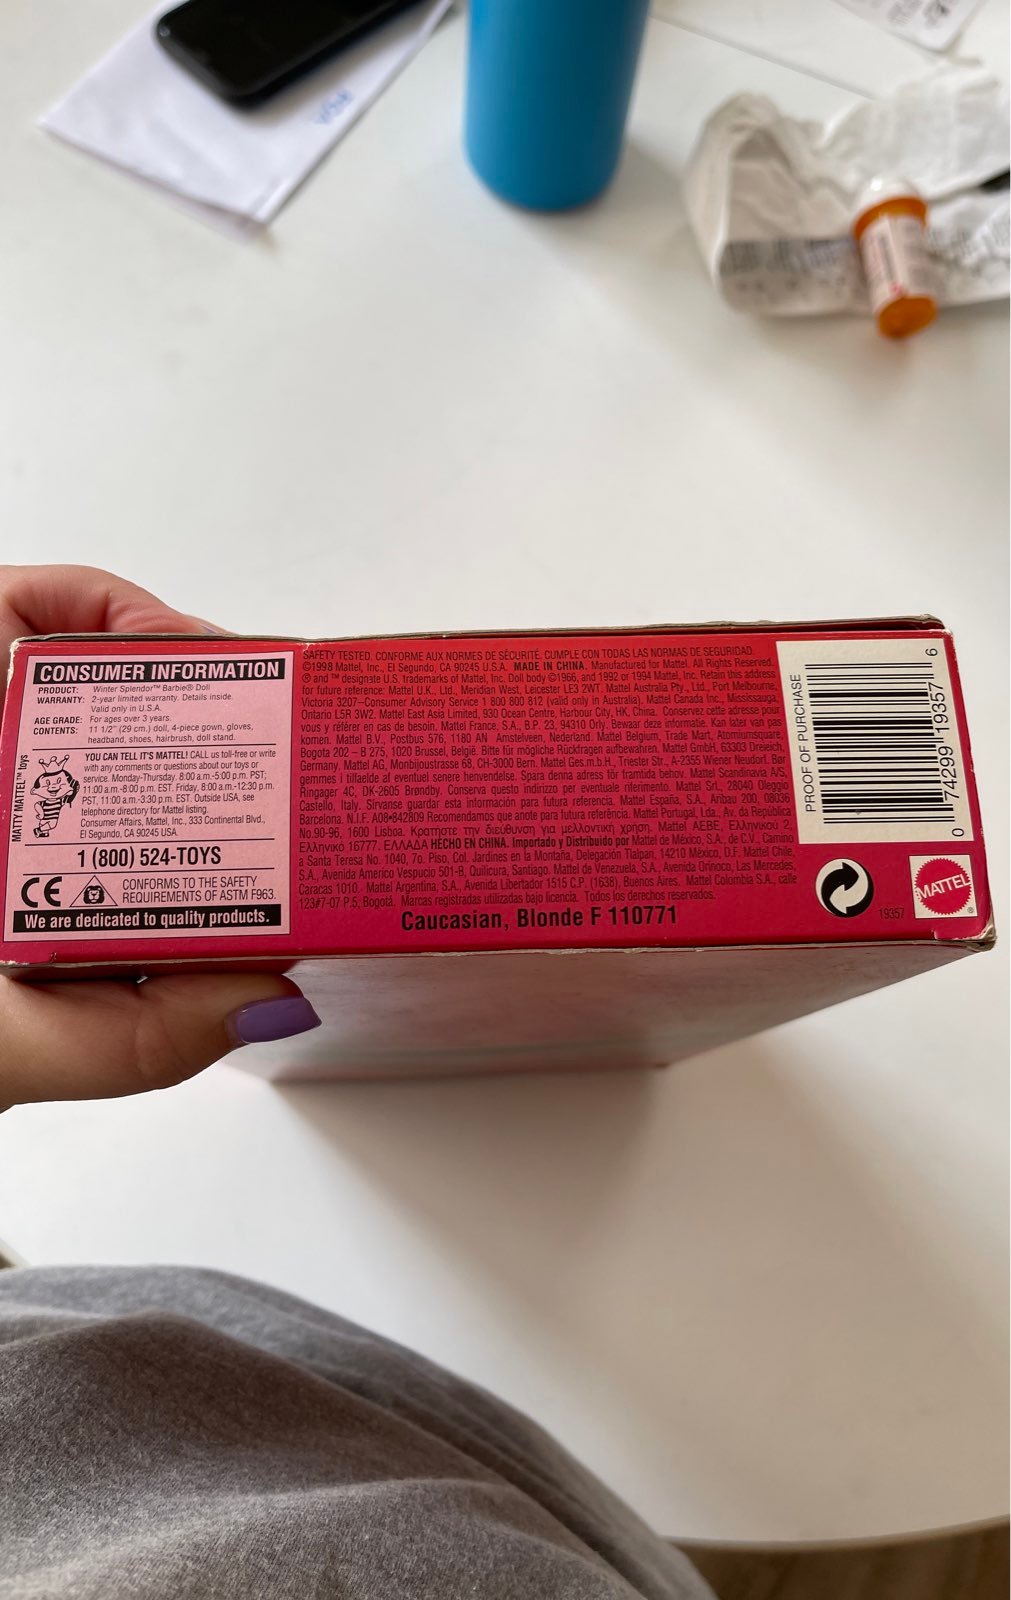 CONSUMER INFORMATION
PRODUCT: Winter Splendor™ Barbie® Doll
WARRANTY: 2-year limited warranty. Details inside.
Valid only in U.S.A.
AGE GRADE: For ages over 3 years.
CONTENTS: 11 1/2" (29 cm.) doll, 4-piece gown, gloves,
headband, shoes, hairbrush, doll stand.
MATTY MATTEL™ toys
YOU CAN TELL IT'S MATTEL! CALL us toll-free or write
with any comments or questions about our toys or
service. Monday-Thursday. 8:00 a.m.-5:00 p.m. PST;
11:00 a.m.-8:00 p.m. EST. Friday, 8:00 a.m.-12:30 p.m.
PST, 11:00 a.m.-3:30 p.m. EST. Outside USA, see
telephone directory for Mattel listing.
Consumer Affairs, Mattel, Inc., 333 Continental Blvd.,
El Segundo, CA 90245 USA.
1 (800) 524-TOYS
CE
CONFORMS TO THE SAFETY
REQUIREMENTS OF ASTM F963.
We are dedicated to quality products.
SAFETY TESTED. CONFORME AUX NORMES DE SÉCURITÉ. CUMPLE CON TODAS LAS NORMAS DE SEGURIDAD.
©1998 Mattel, Inc., El Segundo, CA 90245 U.S.A. MADE IN CHINA. Manufactured for Mattel. All Rights Reserved.
® and ™ designate U.S. trademarks of Mattel, Inc. Doll body ©1966, and 1992 or 1994 Mattel, Inc. Retain this address
for future reference: Mattel U.K., Ltd., Meridian West, Leicester LE3 2WT. Mattel Australia Pty., Ltd., Port Melbourne,
Victoria 3207–Consumer Advisory Service 1 800 800 812 (valid only in Australia). Mattel Canada Inc., Mississauga,
Ontario L5R 3W2. Mattel East Asia Limited, 930 Ocean Centre, Harbour City, HK, China. Conservez cette adresse pour
vous y référer en cas de besoin. Mattel France, S.A., R.P. 23, 94310 Orly. Bewaar deze informatie. Kan later van pas
komen. Mattel B.V., Postbus 576, 1180 AN Amstelveen, Nederland. Mattel Belgium, Trade Mart, Atomiumsquare,
Bogota 202 – B 275, 1020 Brussel, België. Bitte für mögliche Rückfragen aufbewahren. Mattel GmbH, 63303 Dreieich,
Germany. Mattel AG, Monbijoustrasse 68, CH-3000 Bern. Mattel Ges.m.b.H., Triester Str., A-2355 Wiener Neudorf. Bør
gemmes i tilfælde af eventuel senere henvendelse. Spara denna adress för framtida behov. Mattel Scandinavia A/S,
Ringager 4C, DK-2605 Brøndby. Conserva questo indirizzo per eventuale riferimento. Mattel Srl., 28040 Oleggio
Castello, Italy. Sírvanse guardar esta información para futura referencia. Mattel España, S.A., Aribau 200, 08036
Barcelona. N.I.F. A08•842809 Recomendamos que anote para futura referência. Mattel Portugal, Lda., Av. da República
No.90-96, 1600 Lisboa. Κρατήστε την διεύθυνση για μελλοντική χρήση. Mattel AEBE, Ελληνικού 2,
Ελληνικό 16777. ΕΛΛΑΔΑ HECHO EN CHINA. Importado y Distribuido por Mattel de México, S.A. de C.V., Camino
a Santa Teresa No. 1040, 7o. Piso, Col. Jardines en la Montaña, Delegación Tlalpan, 14210 México, D.F. Mattel Chile,
S.A., Avenida Americo Vespucio 501-B, Quilicura, Santiago. Mattel de Venezuela, S.A., Avenida Orinoco, Las Mercedes,
Caracas 1010. Mattel Argentina, S.A., Avenida Libertador 1515 C.P. (1638), Buenos Aires. Mattel Colombia S.A., calle
123#7-07 P.5, Bogotá. Marcas registradas utilizadas bajo licencia. Todos los derechos reservados.
Caucasian, Blonde F 110771
PROOF OF PURCHASE
0 74299 19357 6
19357
MATTEL ®